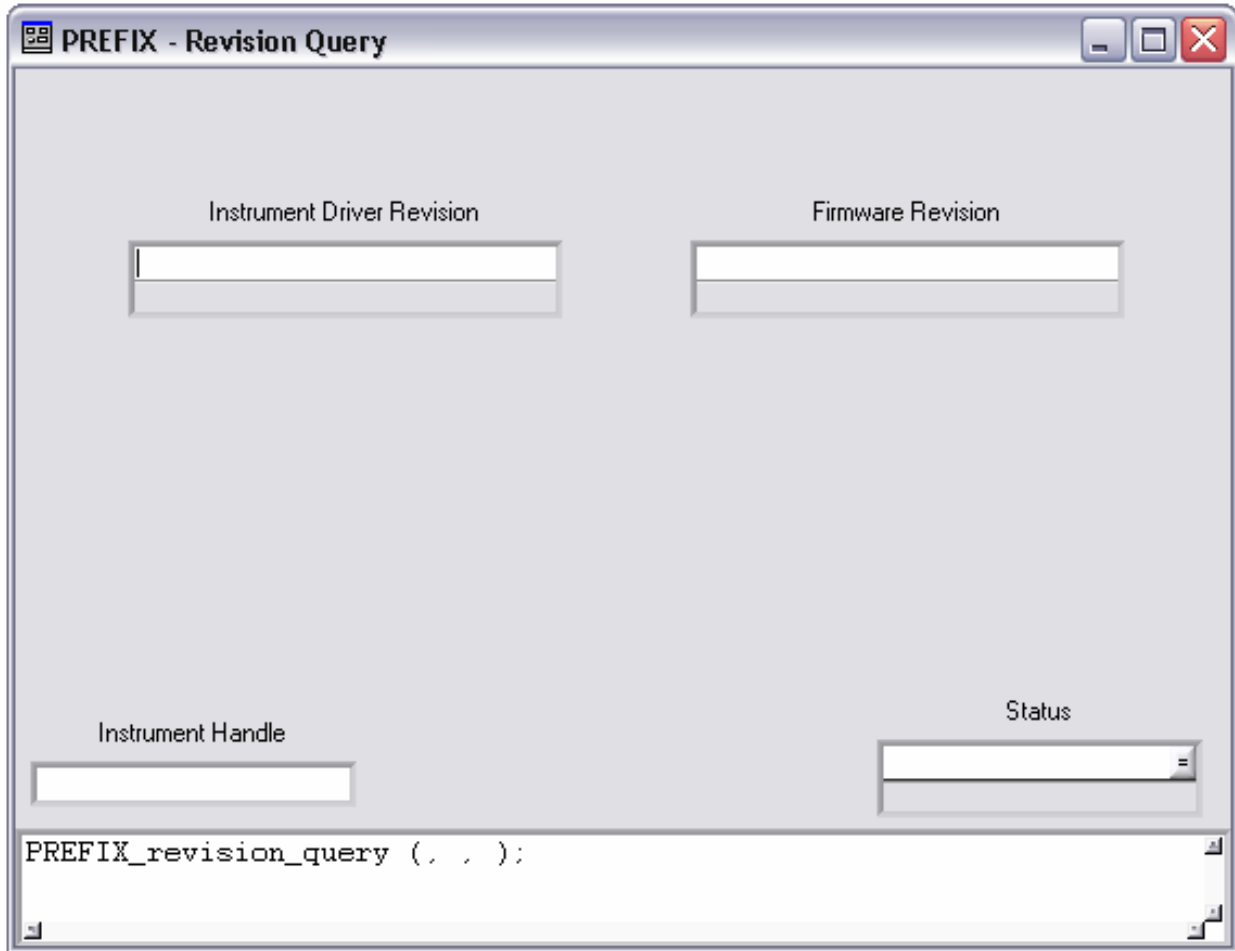 PREFIX - Revision Query
Instrument Driver Revision
Firmware Revision
Instrument Handle
Status
=
PREFIX_revision_query (, , );